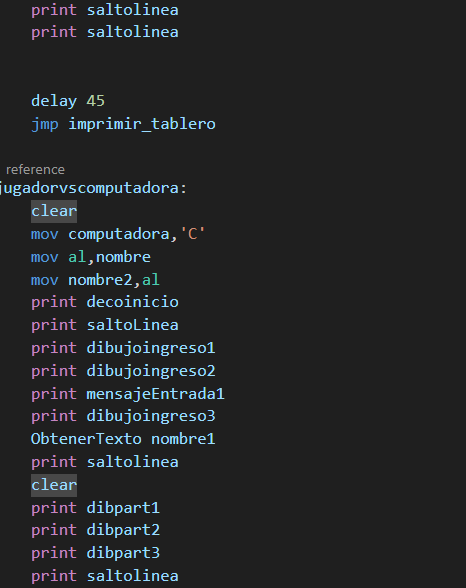 print saltolinea
print saltolinea
delay 45
jmp imprimir_tablero
reference
jugadorvscomputadora:
clear
mov computadora,'C'
mov al,nombre
mov nombre2,al
print decoinicio
print saltoLinea
print dibujoingreso1
print dibujoingreso2
print mensajeEntrada1
print dibujoingreso3
ObtenerTexto nombre1
print saltolinea
clear
print dibpart1
print dibpart2
print dibpart3
print saltolinea